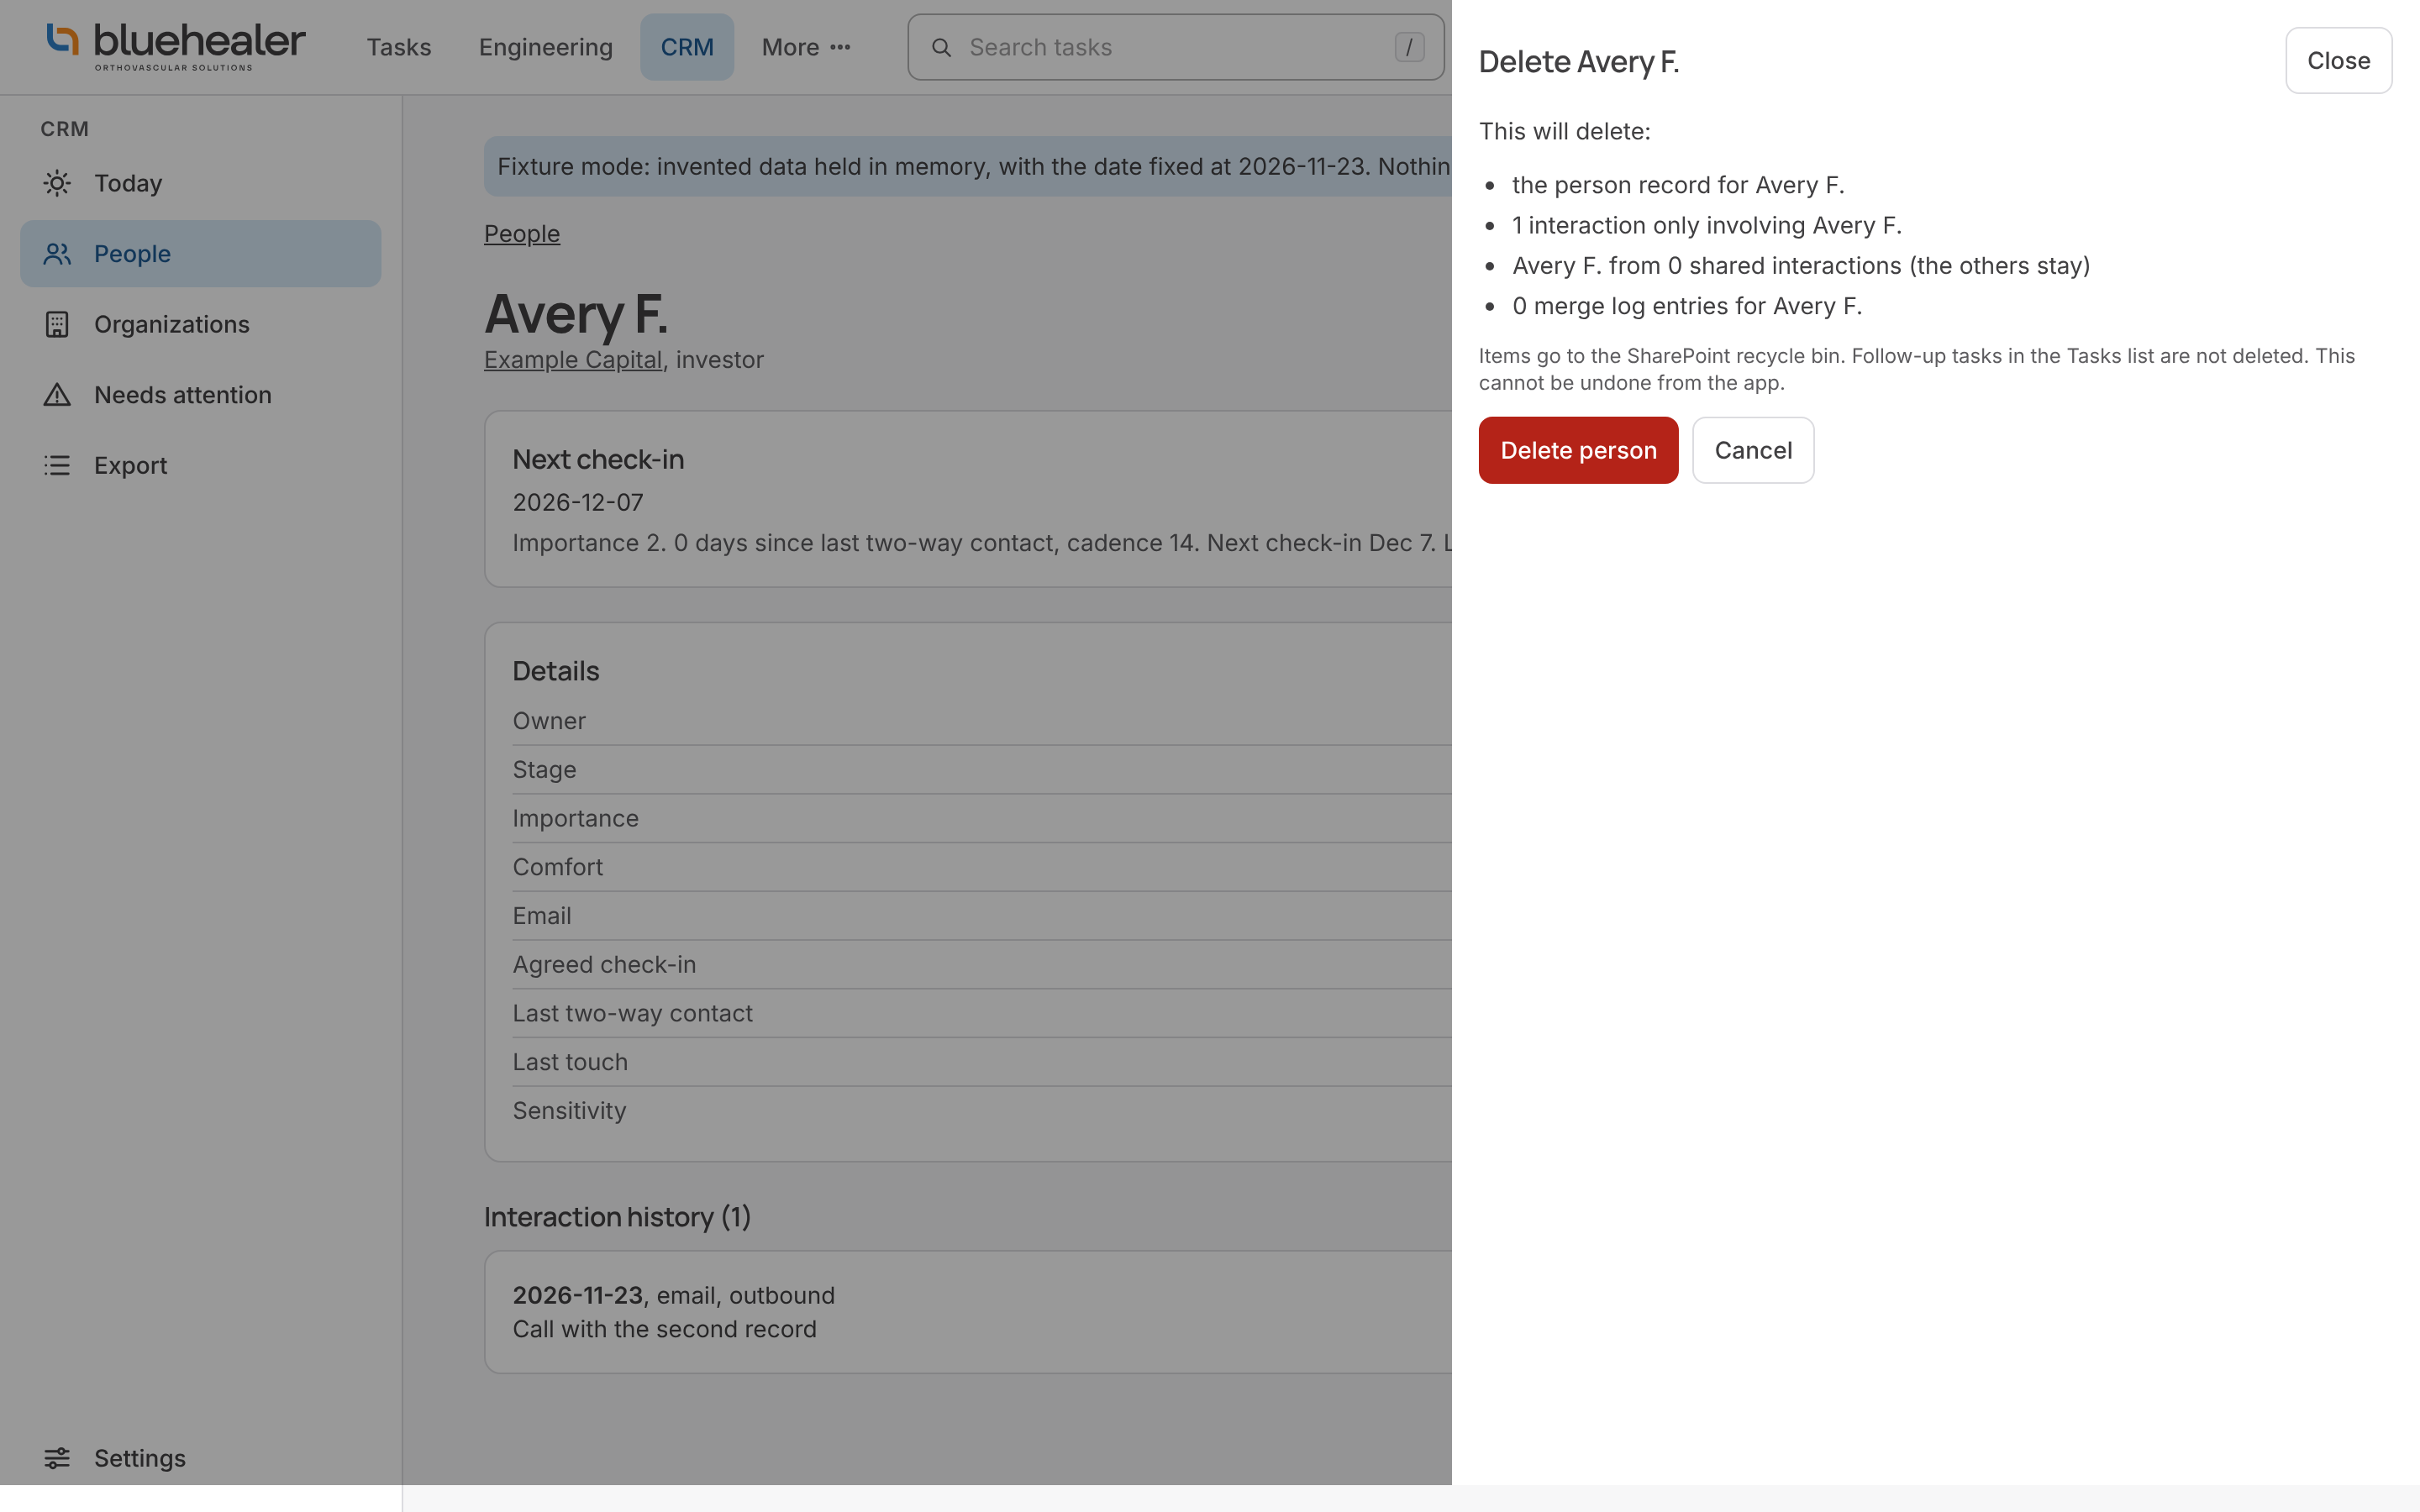 bluehealer
ORTHOVASCULAR SOLUTIONS
Tasks
Engineering
CRM
More
Search tasks
/
CRM
Today
People
Organizations
Needs attention
Export
Settings
Fixture mode: invented data held in memory, with the date fixed at 2026-11-23. Nothin
People
Avery F.
Example Capital, investor
Next check-in
2026-12-07
Importance 2. 0 days since last two-way contact, cadence 14. Next check-in Dec 7. L
Details
Owner
Stage
Importance
Comfort
Email
Agreed check-in
Last two-way contact
Last touch
Sensitivity
Interaction history (1)
2026-11-23, email, outbound
Call with the second record
Delete Avery F.
Close
This will delete:
• the person record for Avery F.
• 1 interaction only involving Avery F.
• Avery F. from 0 shared interactions (the others stay)
• 0 merge log entries for Avery F.
Items go to the SharePoint recycle bin. Follow-up tasks in the Tasks list are not deleted. This
cannot be undone from the app.
Delete person
Cancel